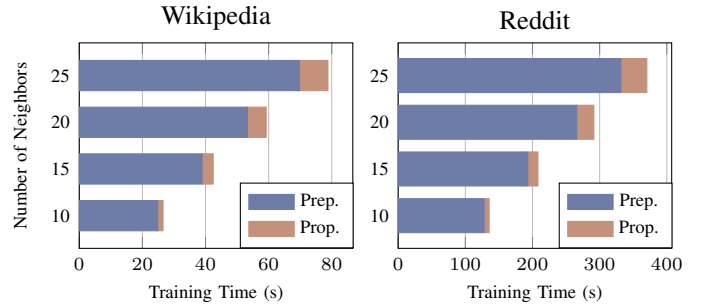 Wikipedia
Number of Neighbors
25
20
15
10
Prep.
Prop.
0 20 40 60 80
Training Time (s)
Reddit
25
20
15
10
Prep.
Prop.
0 100 200 300 400
Training Time (s)